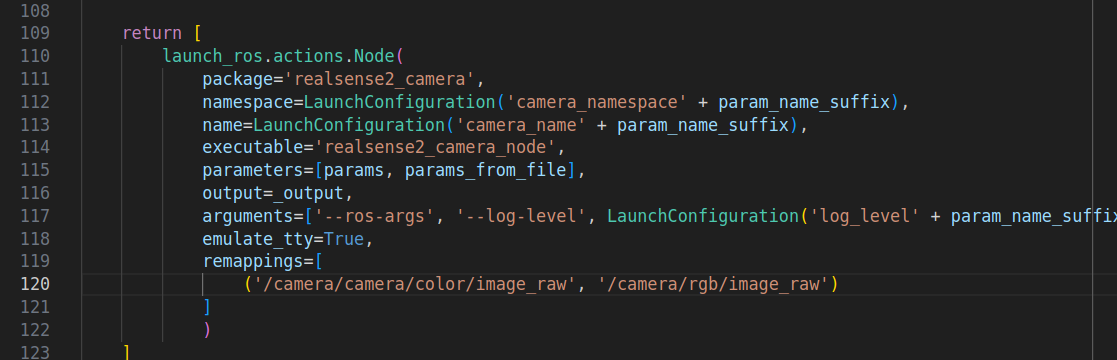 108
109 return [
110 launch_ros.actions.Node(
111 package='realsense2_camera',
112 namespace=LaunchConfiguration('camera_namespace' + param_name_suffix),
113 name=LaunchConfiguration('camera_name' + param_name_suffix),
114 executable='realsense2_camera_node',
115 parameters=[params, params_from_file],
116 output=_output,
117 arguments=['--ros-args', '--log-level', LaunchConfiguration('log_level' + param_name_suffix
118 emulate_tty=True,
119 remappings=[
120 ('/camera/camera/color/image_raw', '/camera/rgb/image_raw')
121 ]
122 )
123 ]